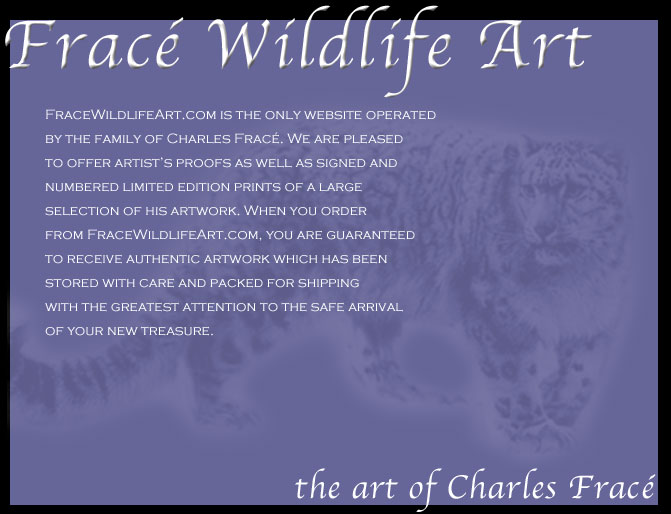 Fracé Wildlife Art
FraceWildlifeArt.com is the only website operated
by the family of Charles Fracé. We are pleased
to offer artist's proofs as well as signed and
numbered limited edition prints of a large
selection of his artwork. When you order
from FraceWildlifeArt.com, you are guaranteed
to receive authentic artwork which has been
stored with care and packed for shipping
with the greatest attention to the safe arrival
of your new treasure.
the art of Charles Fracé